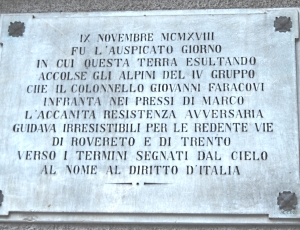 IX NOVEMBRE MCMXVIII
FU L'AUSPICATO GIORNO
IN CUI QUESTA TERRA ESULTANDO
ACCOLSE GLI ALPINI DEL IV GRUPPO
CHE IL COLONNELLO GIOVANNI FARACOVI
INFRANTA NEI PRESSI DI MARCO
L'ACCANITA RESISTENZA AVVERSARIA
GUIDAVA IRRESISTIBILI PER LE REDENTE VIE
DI ROVERETO E DI TRENTO
VERSO I TERMINI SEGNATI DAL CIELO
AL NOME AL DIRITTO D'ITALIA